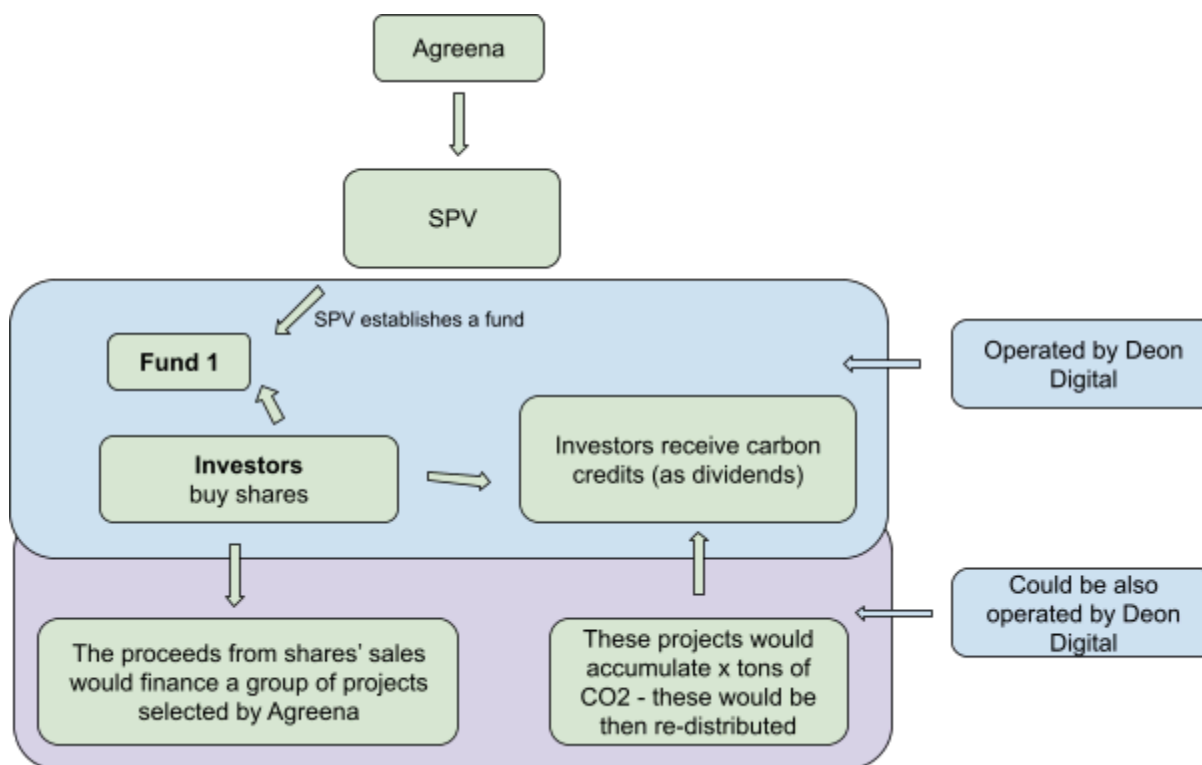 Agreena
SPV
SPV establishes a fund
Fund 1
Operated by Deon
Digital
Investors
buy shares
Investors receive carbon
credits (as dividends)
The proceeds from shares’ sales
would finance a group of projects
selected by Agreena
These projects would
accumulate x tons of
CO2 - these would be
then re-distributed
Could be also
operated by Deon
Digital